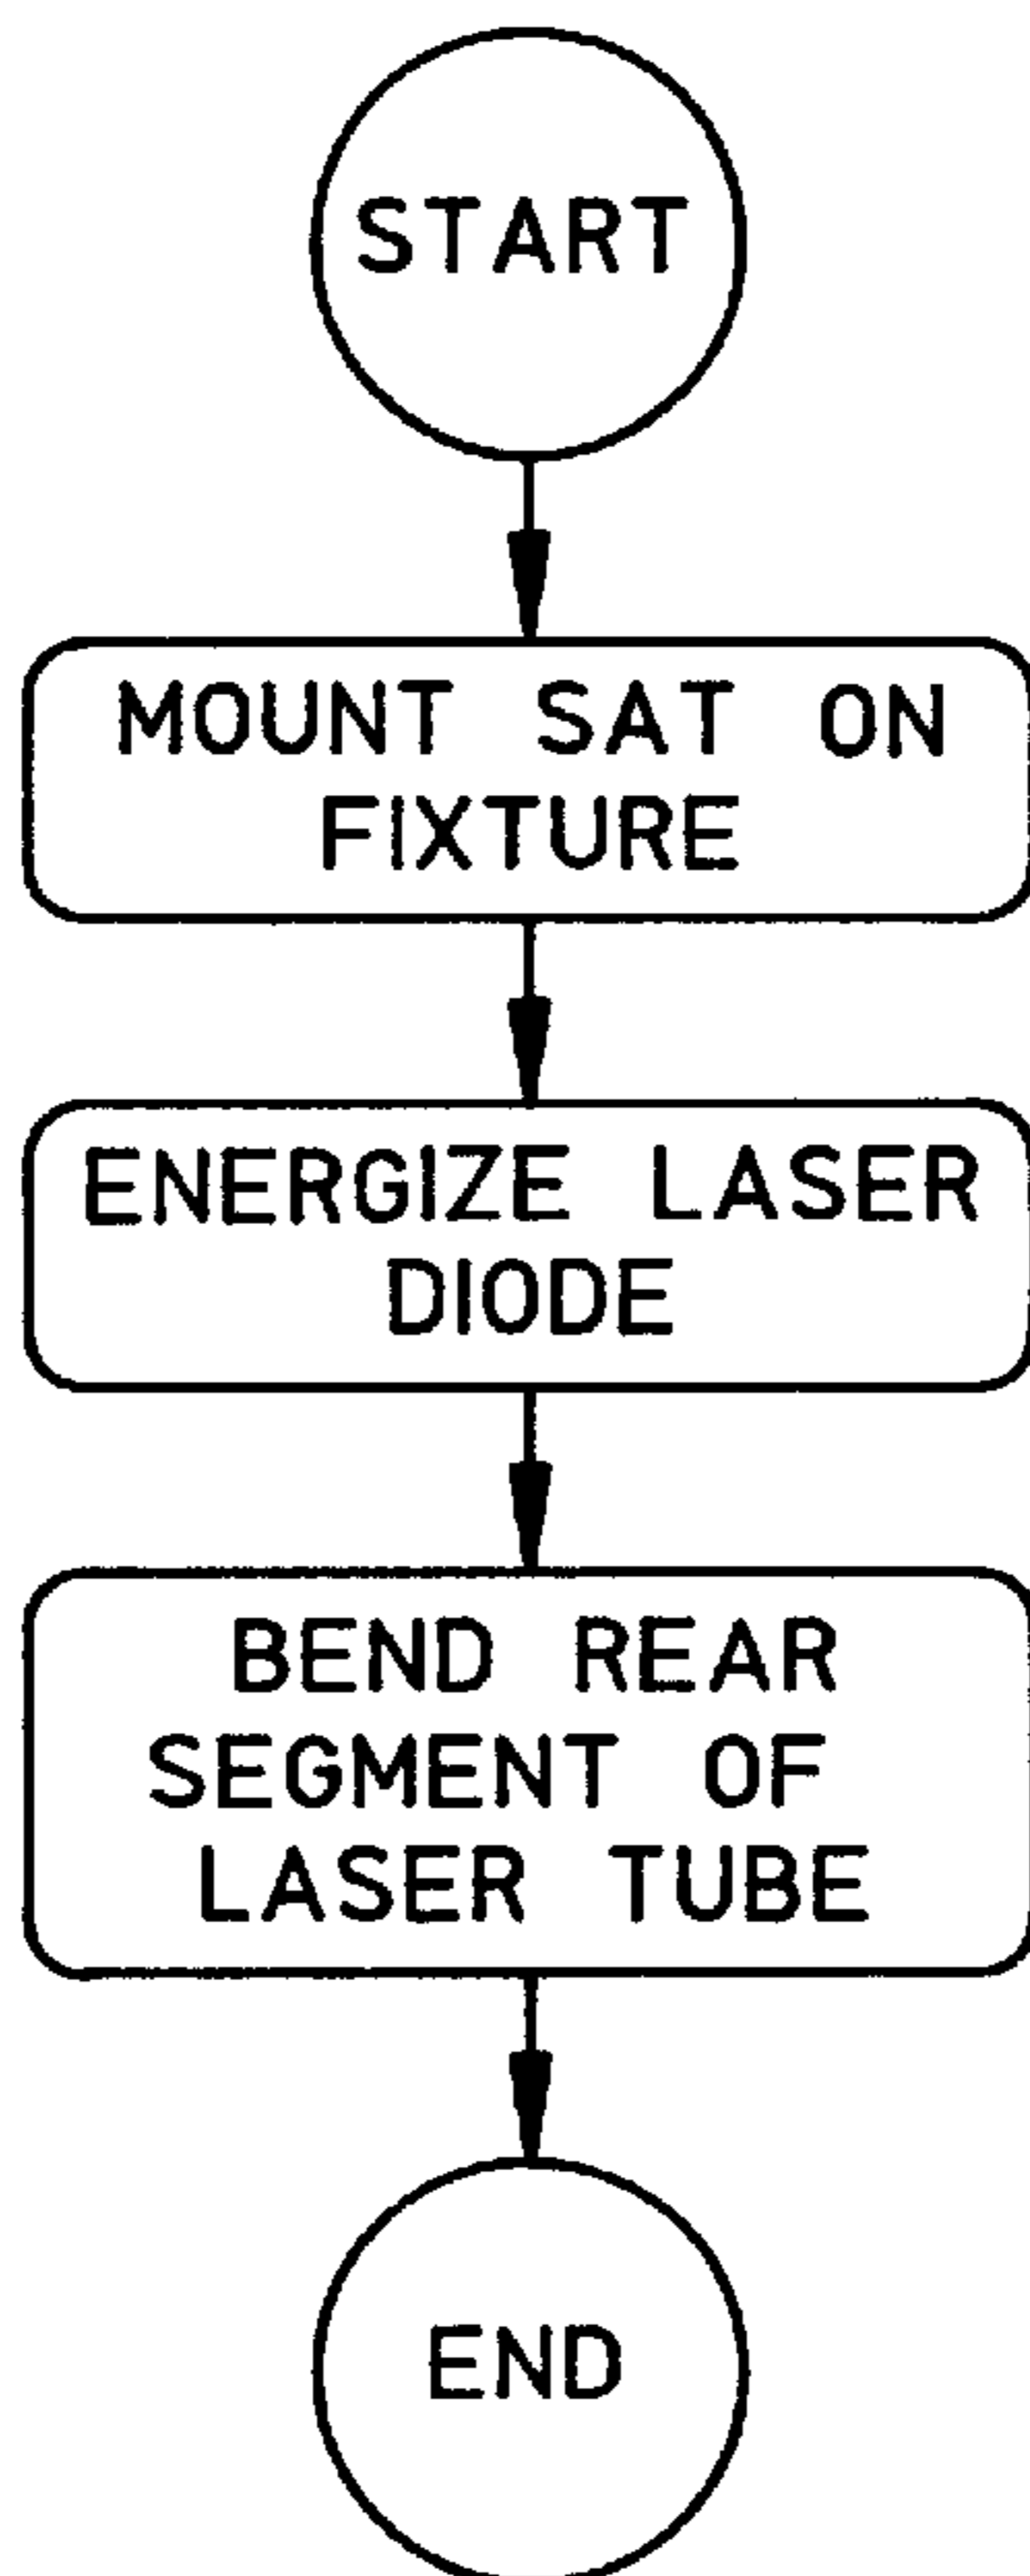 START
MOUNT SAT ON
FIXTURE
ENERGIZE LASER
DIODE
BEND REAR
SEGMENT OF
LASER TUBE
END